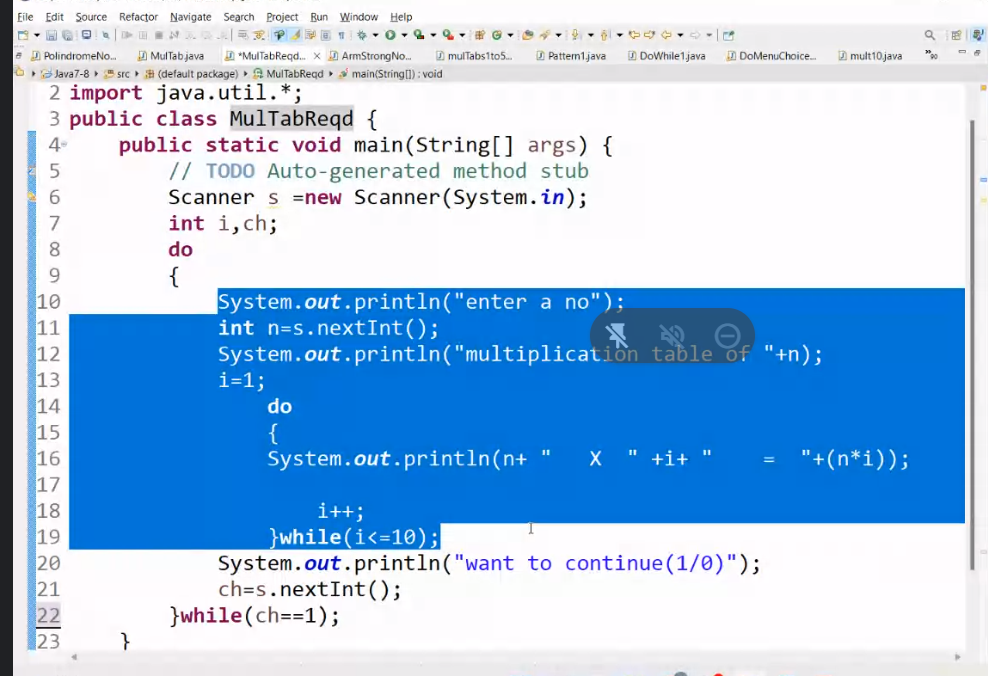 File Edit Source Refactor Navigate Search Project Run Window Help
PolindromeNo... MulTab.java *MulTabReqd... × ArmStrongNo... mulTabs1to5... Pattern1.java DoWhile1.java DoMenuChoice... mult10.java
Java7-8 src (default package) MulTabReqd main(String[]) : void
2 import java.util.*;
3 public class MulTabReqd {
4 public static void main(String[] args) {
5 // TODO Auto-generated method stub
6 Scanner s =new Scanner(System.in);
7 int i,ch;
8 do
9 {
10 System.out.println("enter a no");
11 int n=s.nextInt();
12 System.out.println("multiplication table of "+n);
13 i=1;
14 do
15 {
16 System.out.println(n+ "   X  " +i+ "    =  "+(n*i));
17
18 i++;
19 }while(i<=10);
20 System.out.println("want to continue(1/0)");
21 ch=s.nextInt();
22 }while(ch==1);
23 }